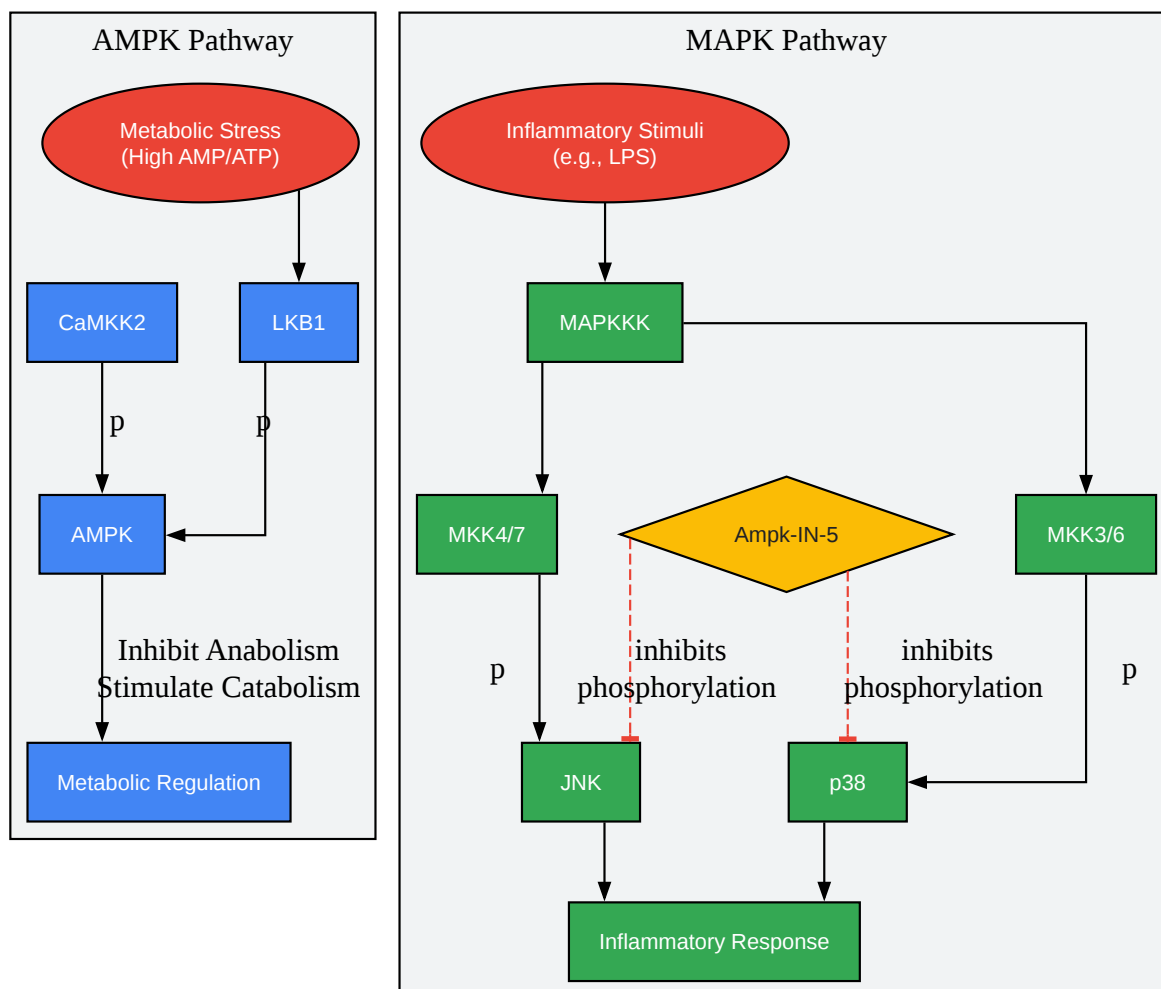 AMPK Pathway
Metabolic Stress
(High AMP/ATP)
CaMKK2
LKB1
p
p
AMPK
Inhibit Anabolism
Stimulate Catabolism
Metabolic Regulation
MAPK Pathway
Inflammatory Stimuli
(e.g., LPS)
MAPKKK
MKK4/7
Ampk-IN-5
MKK3/6
p
inhibits
phosphorylation
inhibits
phosphorylation
p
JNK
p38
Inflammatory Response